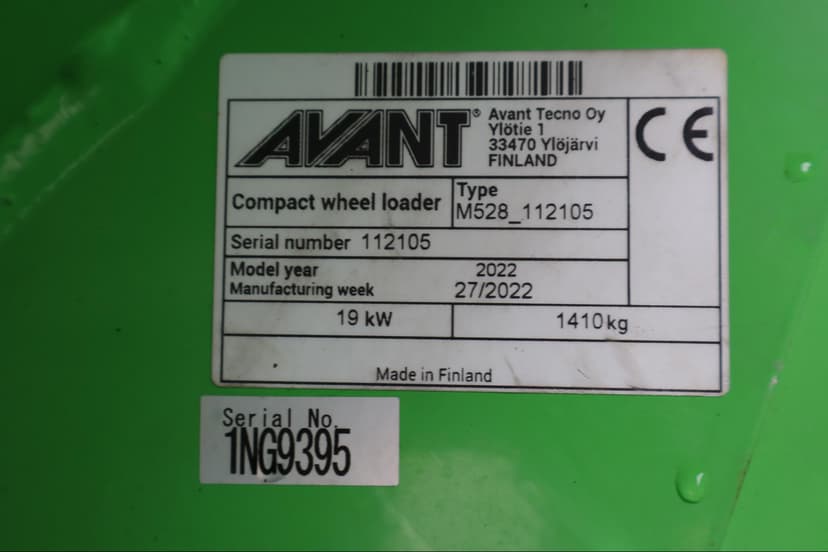 AVANT®
Avant Tecno Oy
Ylötie 1
33470 Ylöjärvi
FINLAND
CE
Compact wheel loader
Type
M528_112105
Serial number 112105
Model year 2022
Manufacturing week 27/2022
19 kW 1410kg
Made in Finland
Serial No.
1NG9395